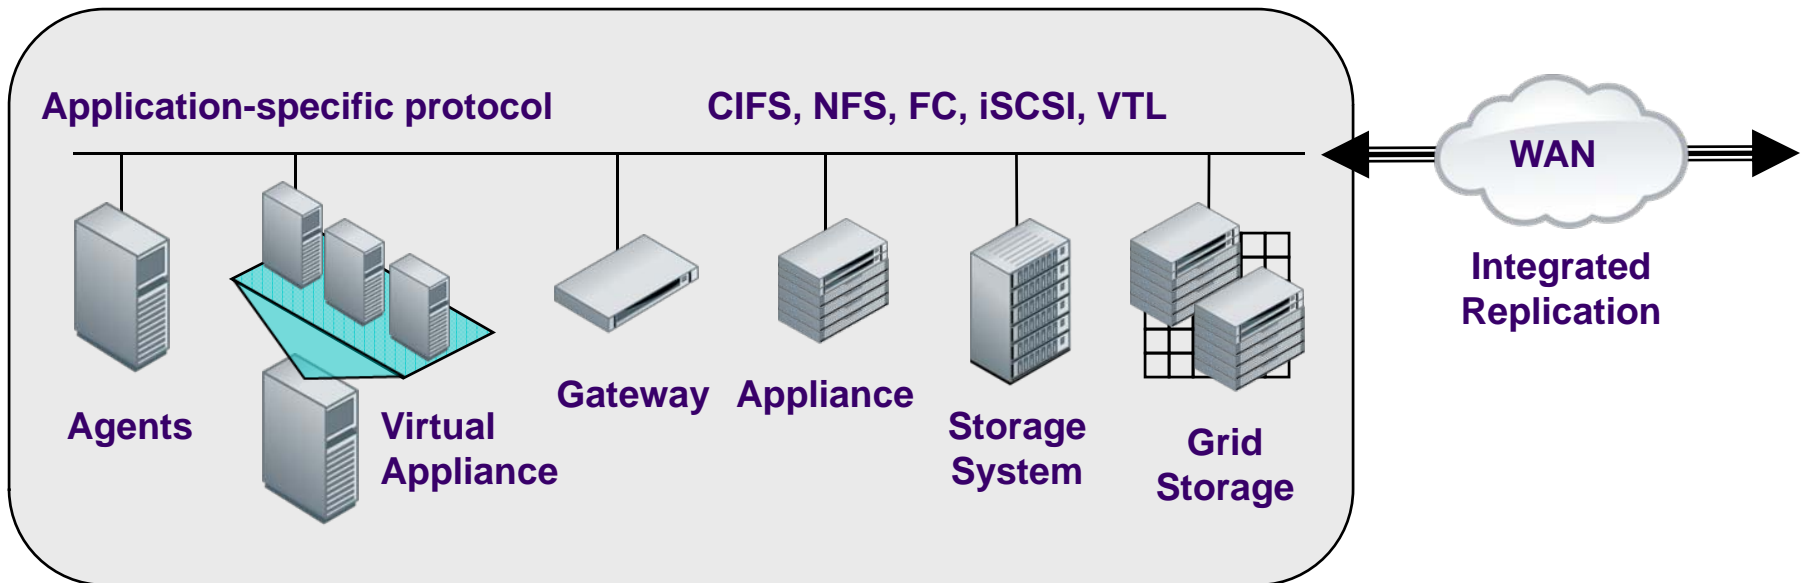 Application-specific protocol
CIFS, NFS, FC, iSCSI, VTL
WAN
Integrated
Replication
Agents
Virtual
Appliance
Gateway
Appliance
Storage
System
Grid
Storage